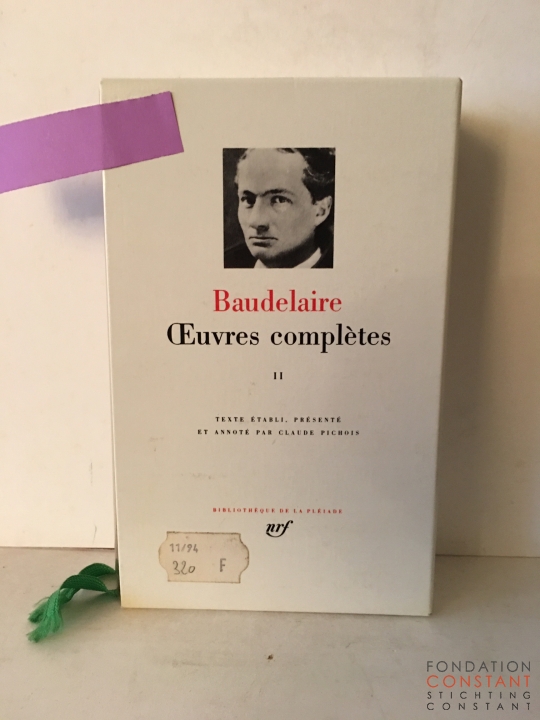 Baudelaire
Œuvres complètes
II
TEXTE ÉTABLI, PRÉSENTÉ
ET ANNOTÉ PAR CLAUDE PICHOIS
BIBLIOTHÈQUE DE LA PLÉIADE
nrf
11/94
320 F
FONDATION
CONSTANT
STICHTING
CONSTANT